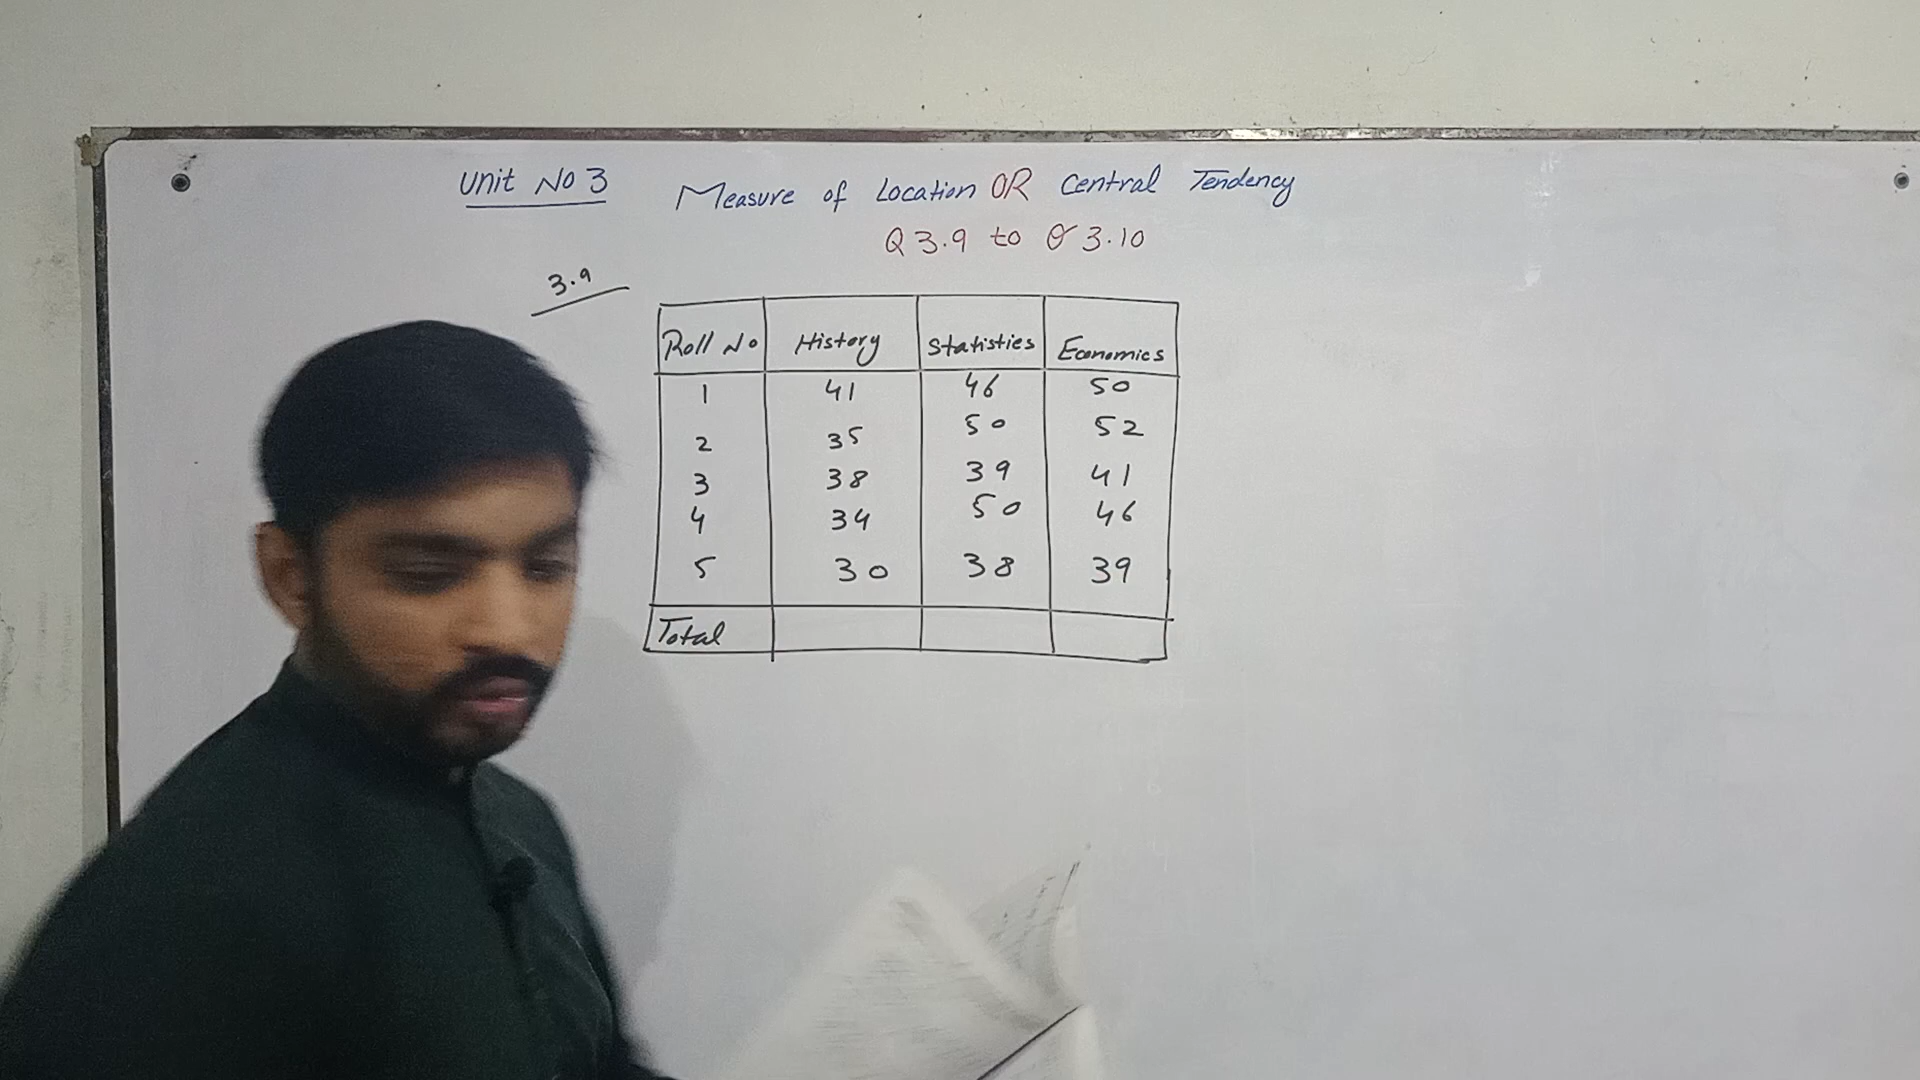 Unit No 3 Measure of Location OR Central Tendency
Q 3.9 to Q 3.10
3.9
Roll No History Statistics Economics
1 41 46 50
2 35 50 52
3 38 39 41
4 34 50 46
5 30 38 39
Total